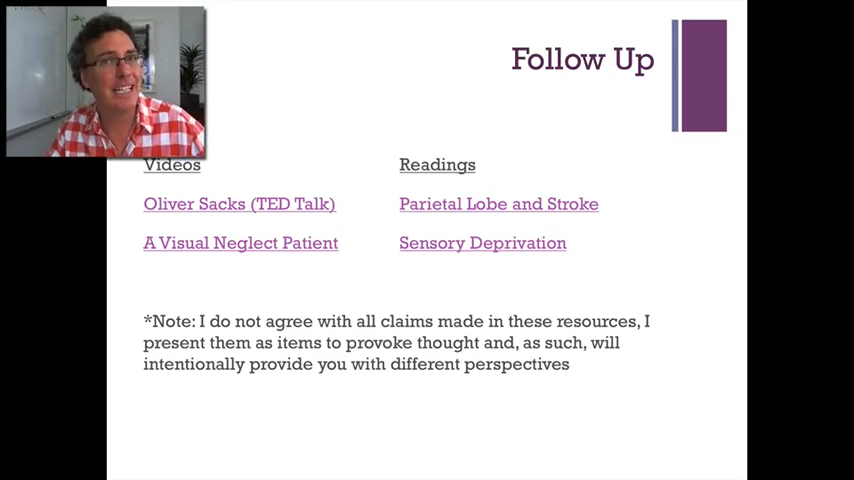 Follow Up
Videos
Readings
Oliver Sacks (TED Talk)
Parietal Lobe and Stroke
A Visual Neglect Patient
Sensory Deprivation
*Note: I do not agree with all claims made in these resources, I
present them as items to provoke thought and, as such, will
intentionally provide you with different perspectives